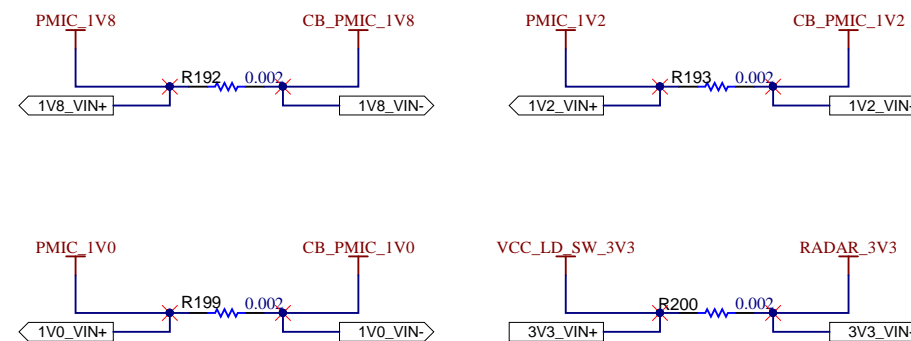 PMIC_1V8 CB_PMIC_1V8 PMIC_1V2 CB_PMIC_1V2
R192 0.002 R193 0.002
1V8_VIN+ 1V8_VIN- 1V2_VIN+ 1V2_VIN-
PMIC_1V0 CB_PMIC_1V0 VCC_LD_SW_3V3 RADAR_3V3
R199 0.002 R200 0.002
1V0_VIN+ 1V0_VIN- 3V3_VIN+ 3V3_VIN-